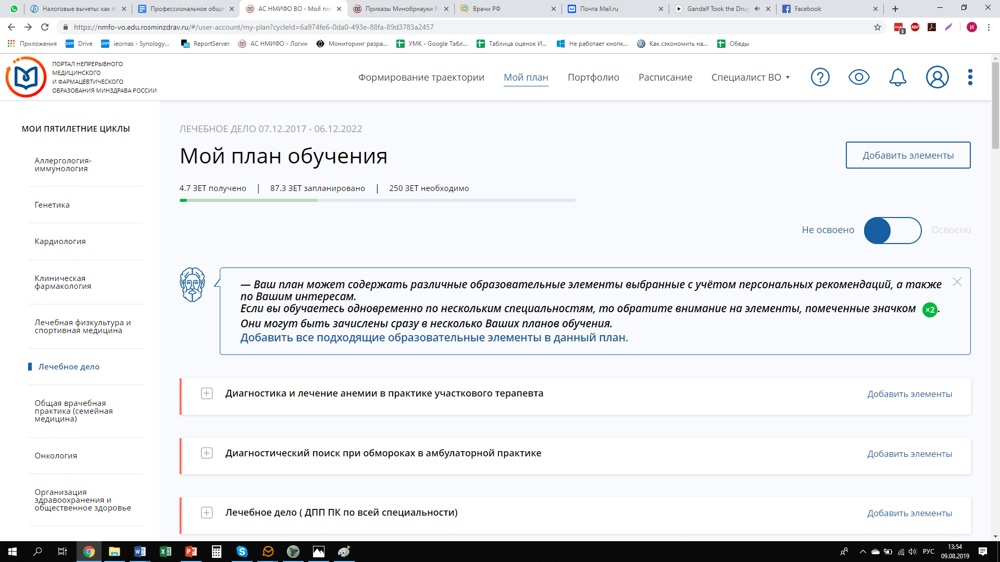 Налоговые вычеты: как п
Профессиональное обще
АС НМИФО ВО - Мой пла
Приказы Минобрнауки Р
Врачи РФ
Почта Mail.ru
Gandalf Took the Drug
Facebook
https://nmfo-vo.edu.rosminzdrav.ru/#/user-account/my-plan?cycleId=6a974fe6-0da0-493e-88fa-89d3783a2457
3
ABP
И
Приложения
DSM Drive
DSM ieornas - Synology...
RS ReportServer
АС НМИФО - Логин
Мониторинг разра...
УМК - Google Табл...
Таблица оценок И...
Не работает кнопк...
Как сэкономить на...
Обеды
ПОРТАЛ НЕПРЕРЫВНОГО
МЕДИЦИНСКОГО
И ФАРМАЦЕВТИЧЕСКОГО
ОБРАЗОВАНИЯ МИНЗДРАВА РОССИИ
Формирование траектории
Мой план
Портфолио
Расписание
Специалист ВО
МОИ ПЯТИЛЕТНИЕ ЦИКЛЫ
Аллергология-
иммунология
Генетика
Кардиология
Клиническая
фармакология
Лечебная физкультура и
спортивная медицина
Лечебное дело
Общая врачебная
практика (семейная
медицина)
Онкология
Организация
здравоохранения и
общественное здоровье
ЛЕЧЕБНОЕ ДЕЛО 07.12.2017 - 06.12.2022
Мой план обучения
Добавить элементы
4.7 ЗЕТ получено | 87.3 ЗЕТ запланировано | 250 ЗЕТ необходимо
Не освоено
Освоено
— Ваш план может содержать различные образовательные элементы выбранные с учётом персональных рекомендаций, а также
по Вашим интересам.
Если вы обучаетесь одновременно по нескольким специальностям, то обратите внимание на элементы, помеченные значком ×2.
Они могут быть зачислены сразу в несколько Ваших планов обучения.
Добавить все подходящие образовательные элементы в данный план.
Диагностика и лечение анемии в практике участкового терапевта
Добавить элементы
Диагностический поиск при обмороках в амбулаторной практике
Добавить элементы
Лечебное дело ( ДПП ПК по всей специальности)
Добавить элементы
РУС
13:54
09.08.2019